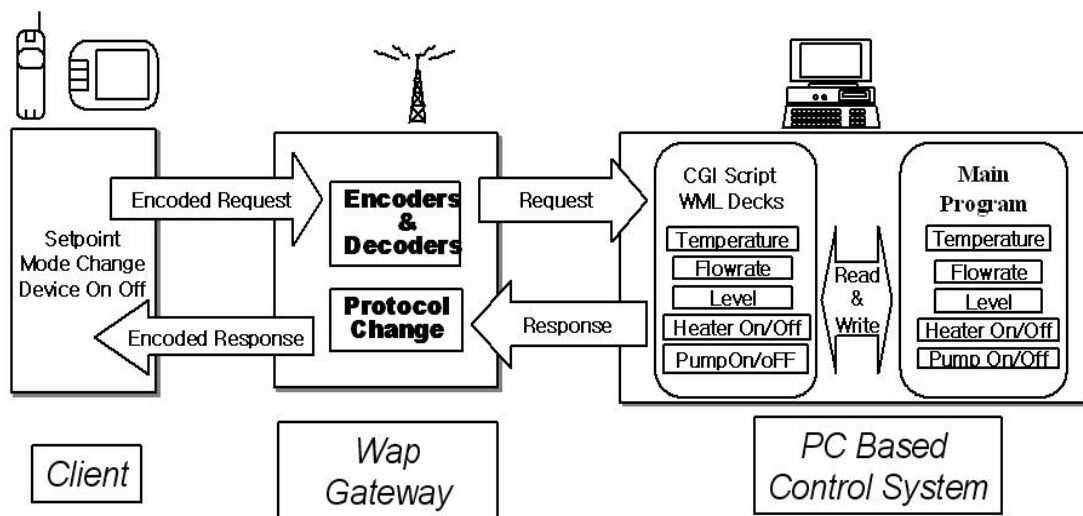 Setpoint
Mode Change
Device On Off
Encoded Request
Encoded Response
Encoders
&
Decoders
Protocol
Change
Request
Response
CGI Script
WML Decks
Temperature
Flowrate
Level
Heater On/Off
PumpOn/oFF
Read
&
Write
Main
Program
Temperature
Flowrate
Level
Heater On/Off
Pump On/Off
Client
Wap
Gateway
PC Based
Control System